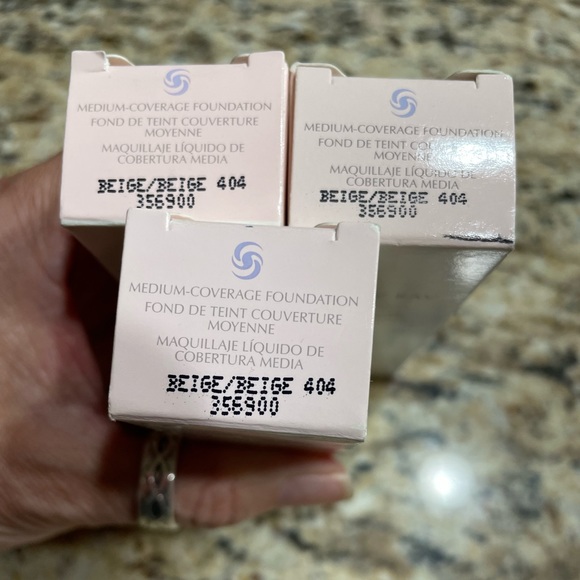 MEDIUM-COVERAGE FOUNDATION
FOND DE TEINT COUVERTURE
MOYENNE
MAQUILLAJE LÍQUIDO DE
COBERTURA MEDIA
BEIGE/BEIGE 404
356900
MEDIUM-COVERAGE FOUNDATION
FOND DE TEINT COUVERTURE
MOYENNE
MAQUILLAJE LÍQUIDO DE
COBERTURA MEDIA
BEIGE/BEIGE 404
356900
MEDIUM-COVERAGE FOUNDATION
FOND DE TEINT COUVERTURE
MOYENNE
MAQUILLAJE LÍQUIDO DE
COBERTURA MEDIA
BEIGE/BEIGE 404
356900